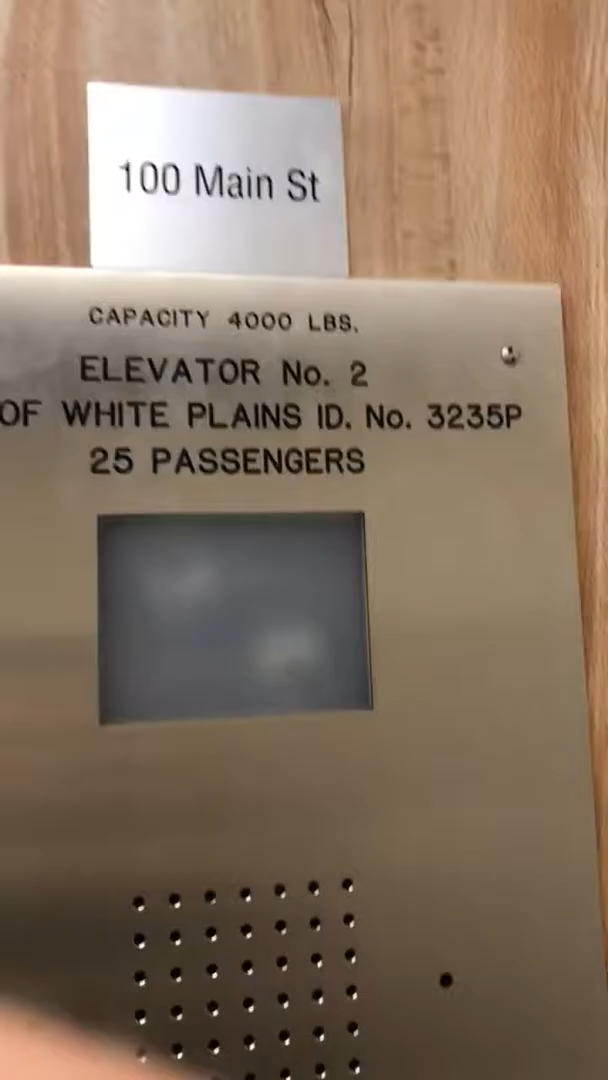 100 Main St
CAPACITY 4000 LBS.
ELEVATOR No. 2
OF WHITE PLAINS ID. No. 3235P
25 PASSENGERS